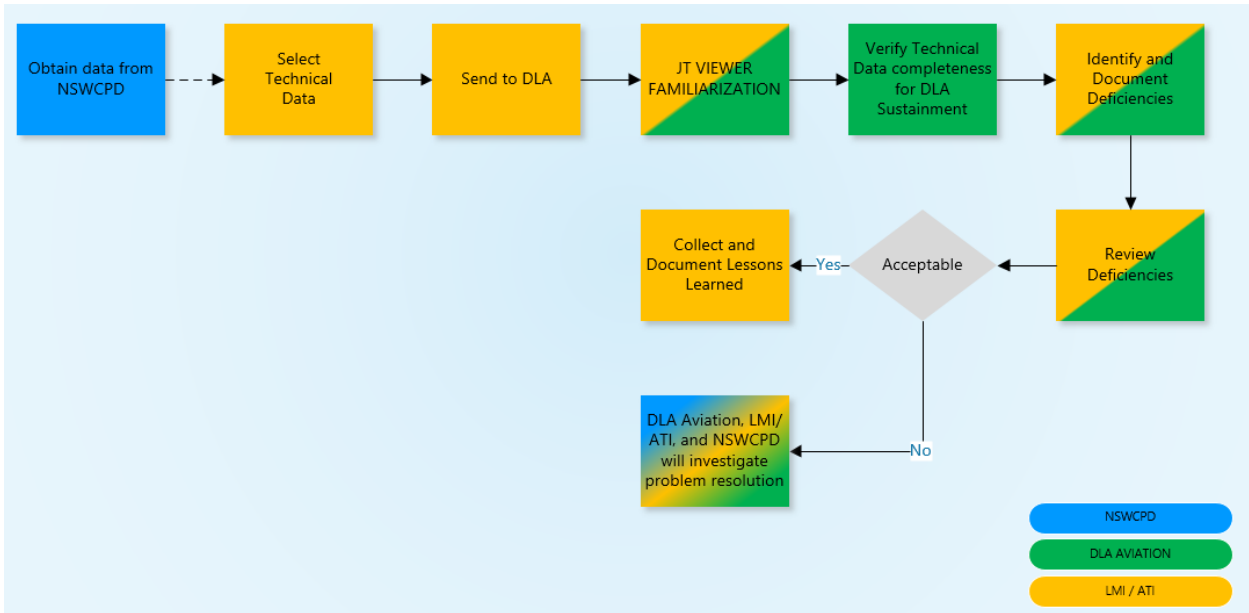 Obtain data from
NSWCPD
Select
Technical
Data
Send to DLA
JT VIEWER
FAMILIARIZATION
Verify Technical
Data completeness
for DLA
Sustainment
Identify and
Document
Deficiencies
Collect and
Document Lessons
Learned
Yes
Acceptable
Review
Deficiencies
DLA Aviation, LMI/
ATI, and NSWCPD
will investigate
problem resolution
No
NSWCPD
DLA AVIATION
LMI / ATI